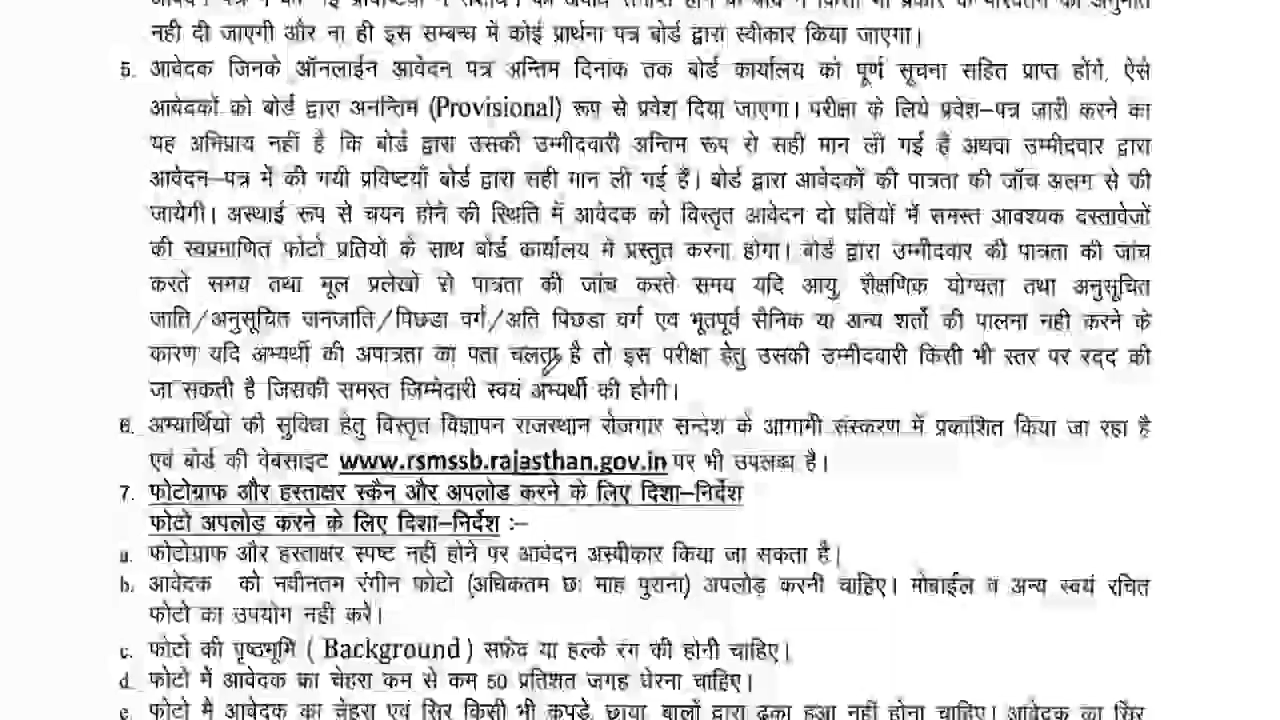 नही दी जाएगी और ना ही इस सम्बन्ध में कोई प्रार्थना पत्र बोर्ड द्वारा स्वीकार किया जाएगा।
5. आवेदक जिनके ऑनलाईन आवेदन पत्र अन्तिम दिनांक तक बोर्ड कार्यालय को पूर्ण सूचना सहित प्राप्त होंगें, ऐसे
आवेदकों को बोर्ड द्वारा अनन्तिम (Provisional) रूप से प्रवेश दिया जाएगा। परीक्षा के लिये प्रवेश–पत्र जारी करने का
यह अभिप्राय नहीं है कि बोर्ड द्वारा उसकी उम्मीदवारी अन्तिम रूप से सही मान ली गई है अथवा उम्मीदवार द्वारा
आवेदन–पत्र में की गयी प्रविष्टयाँ बोर्ड द्वारा सही मान ली गई है। बोर्ड द्वारा आवेदकों की पात्रता की जाँच अलग से की
जायेगी। अस्थाई रूप से चयन होने की स्थिति में आवेदक को विस्तृत आवेदन दो प्रतियों में समस्त आवश्यक दस्तावेजों
की स्वप्रमाणित फोटो प्रतियों के साथ बोर्ड कार्यालय में प्रस्तुत करना होगा। बोर्ड द्वारा उम्मीदवार की पात्रता की जांच
करते समय तथा मूल प्रलेखों से पात्रता की जांच करते समय यदि आयु, शैक्षणिक योग्यता तथा अनुसूचित
जाति/अनुसूचित जनजाति/पिछडा वर्ग/अति पिछडा वर्ग एवं भूतपूर्व सैनिक या अन्य शर्तो की पालना नही करने के
कारण यदि अभ्यर्थी की अपात्रता का पता चलता है तो इस परीक्षा हेतु उसकी उम्मीदवारी किसी भी स्तर पर रद्द की
जा सकती है जिसकी समस्त जिम्मेदारी स्वयं अभ्यर्थी की होगी।
6. अभ्यार्थियों की सुविधा हेतु विस्तृत विज्ञापन राजस्थान रोजगार सन्देश के आगामी संस्करण में प्रकाशित किया जा रहा है
एवं बोर्ड की वेबसाइट www.rsmssb.rajasthan.gov.in पर भी उपलब्ध है।
7. फोटोग्राफ और हस्ताक्षर स्कैन और अपलोड करने के लिए दिशा–निर्देश
फोटो अपलोड़ करने के लिए दिशा–निर्देश :–
a. फोटोग्राफ और हस्ताक्षर स्पष्ट नहीं होने पर आवेदन अस्वीकार किया जा सकता है।
b. आवेदक को नवीनतम रंगीन फोटो (अधिकतम छः माह पुराना) अपलोड़ करनी चाहिए। मोबाईल व अन्य स्वयं रचित
फोटो का उपयोग नही करें।
c. फोटो की पृष्ठभूमि ( Background ) सफेद या हल्के रंग की होनी चाहिए।
d. फोटो में आवेदक का चेहरा कम से कम 50 प्रतिशत जगह घेरना चाहिए।
e. फोटो में आवेदक का चेहरा एवं सिर किसी भी कपडे, छाया, बालों द्वारा ढका हुआ नहीं होना चाहिए। आवेदक का सिर